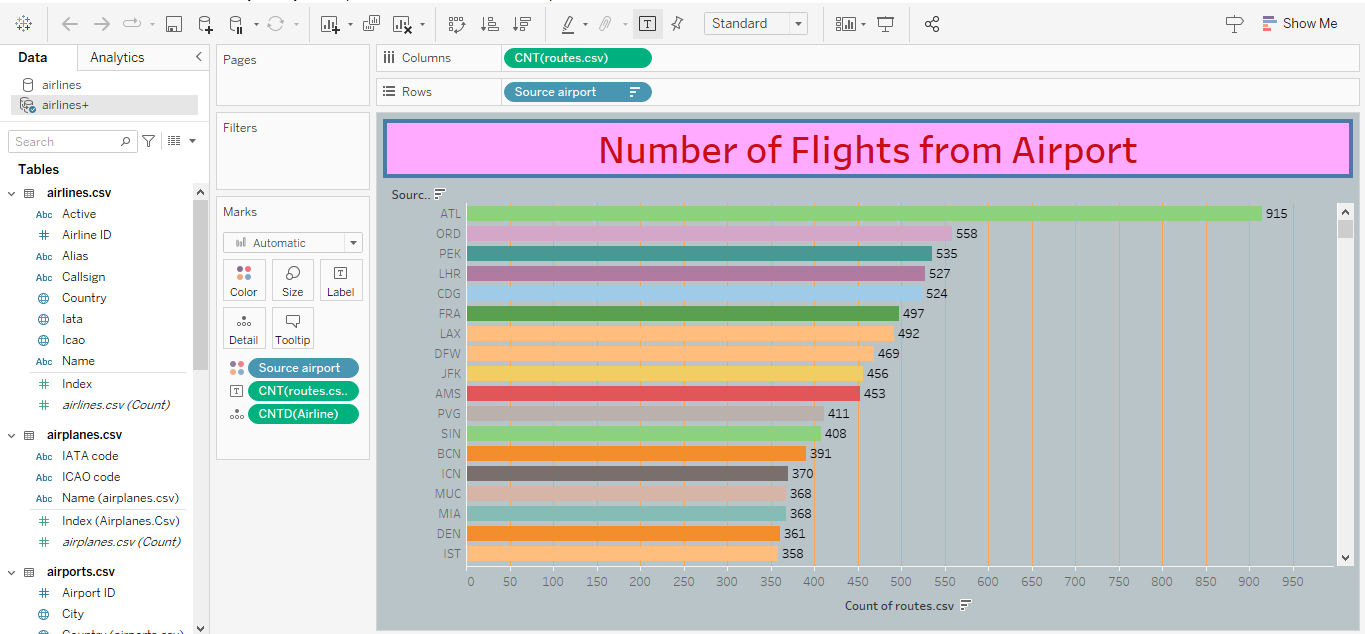 Standard
Show Me
Data
Analytics
airlines
airlines+
Search
Tables
airlines.csv
Abc Active
Airline ID
Abc Alias
Abc Callsign
Country
Iata
Icao
Abc Name
Index
airlines.csv (Count)
airplanes.csv
Abc IATA code
Abc ICAO code
Abc Name (airplanes.csv)
Index (Airplanes.Csv)
airplanes.csv (Count)
airports.csv
Airport ID
City
Pages
Filters
Marks
Automatic
Color Size Label
Detail Tooltip
Source airport
CNT(routes.cs..
CNTD(Airline)
Columns CNT(routes.csv)
Rows Source airport
Number of Flights from Airport
Sourc..
ATL 915
ORD 558
PEK 535
LHR 527
CDG 524
FRA 497
LAX 492
DFW 469
JFK 456
AMS 453
PVG 411
SIN 408
BCN 391
ICN 370
MUC 368
MIA 368
DEN 361
IST 358
0 50 100 150 200 250 300 350 400 450 500 550 600 650 700 750 800 850 900 950
Count of routes.csv